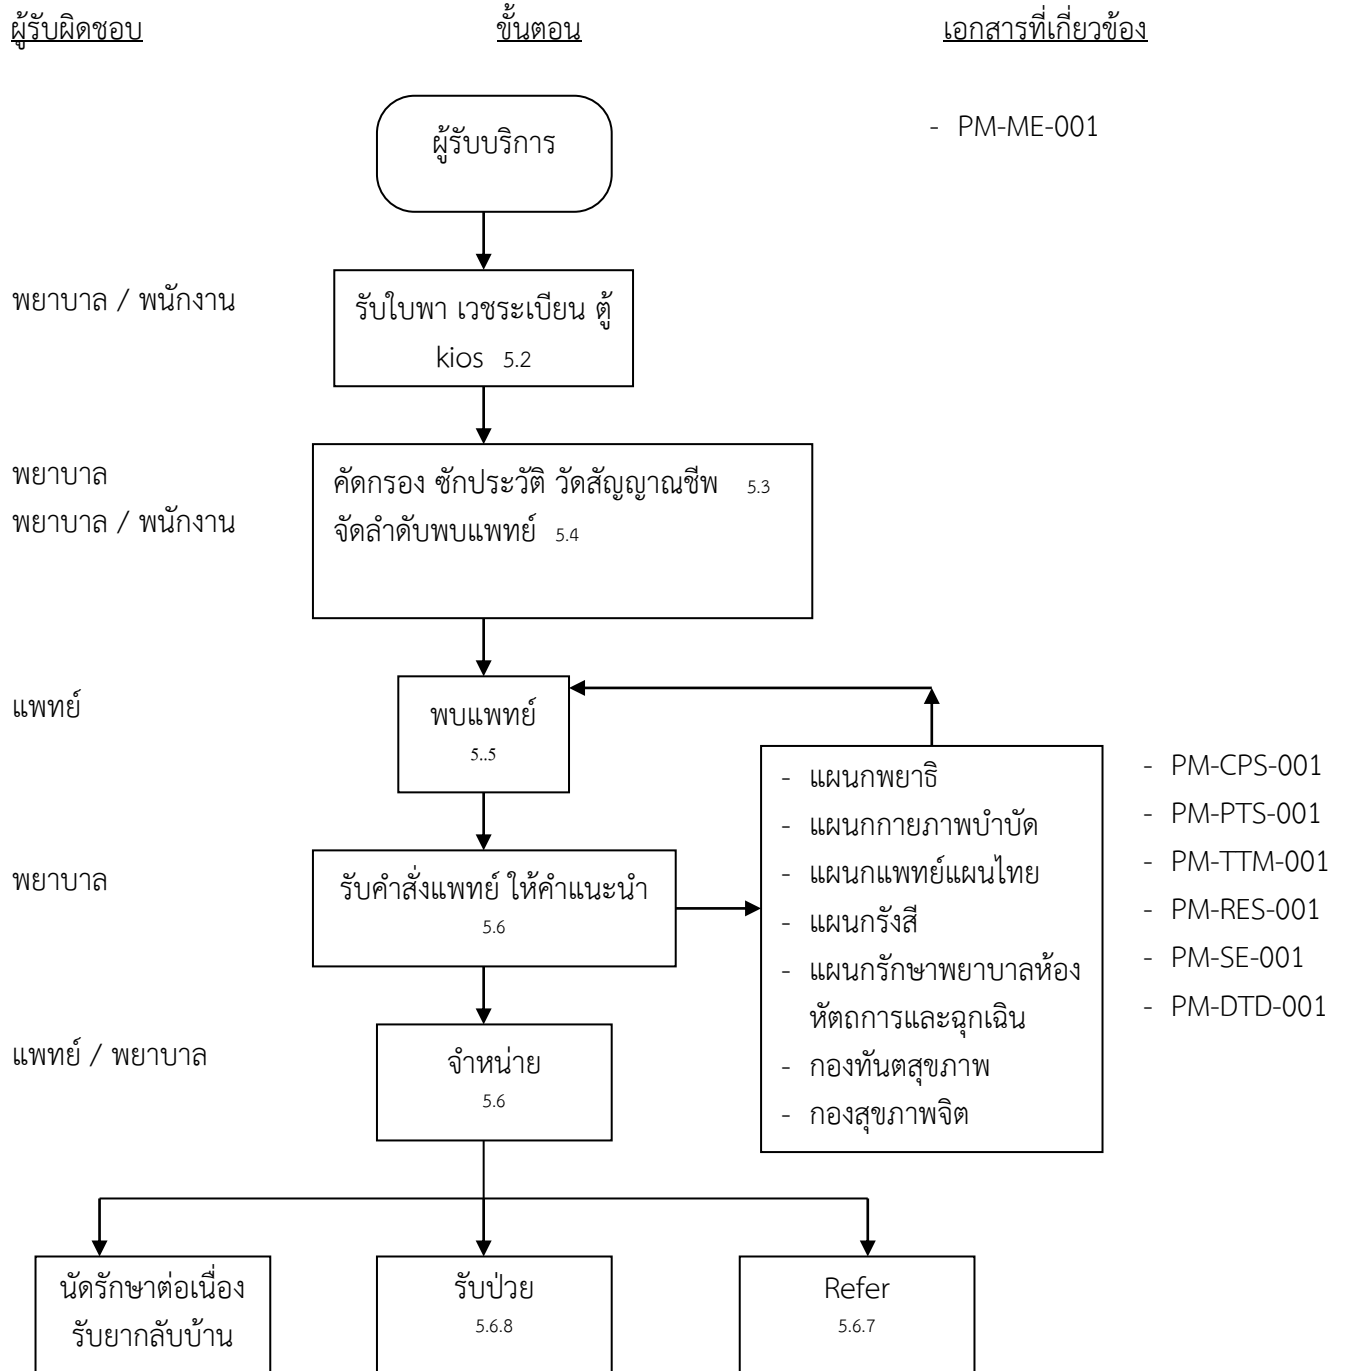 ผู้รับผิดชอบ
ขั้นตอน
เอกสารที่เกี่ยวข้อง
ผู้รับบริการ
- PM-ME-001
พยาบาล / พนักงาน
รับใบพา เวชระเบียน ตู้
kios 5.2
พยาบาล
พยาบาล / พนักงาน
คัดกรอง ซักประวัติ วัดสัญญาณชีพ 5.3
จัดลำดับพบแพทย์ 5.4
แพทย์
พบแพทย์
5..5
พยาบาล
รับคำสั่งแพทย์ ให้คำแนะนำ
5.6
- แผนกพยาธิ
- แผนกกายภาพบำบัด
- แผนกแพทย์แผนไทย
- แผนกรังสี
- แผนกรักษาพยาบาลห้อง
หัตถการและฉุกเฉิน
- กองทันตสุขภาพ
- กองสุขภาพจิต
- PM-CPS-001
- PM-PTS-001
- PM-TTM-001
- PM-RES-001
- PM-SE-001
- PM-DTD-001
แพทย์ / พยาบาล
จำหน่าย
5.6
นัดรักษาต่อเนื่อง
รับยากลับบ้าน
รับป่วย
5.6.8
Refer
5.6.7